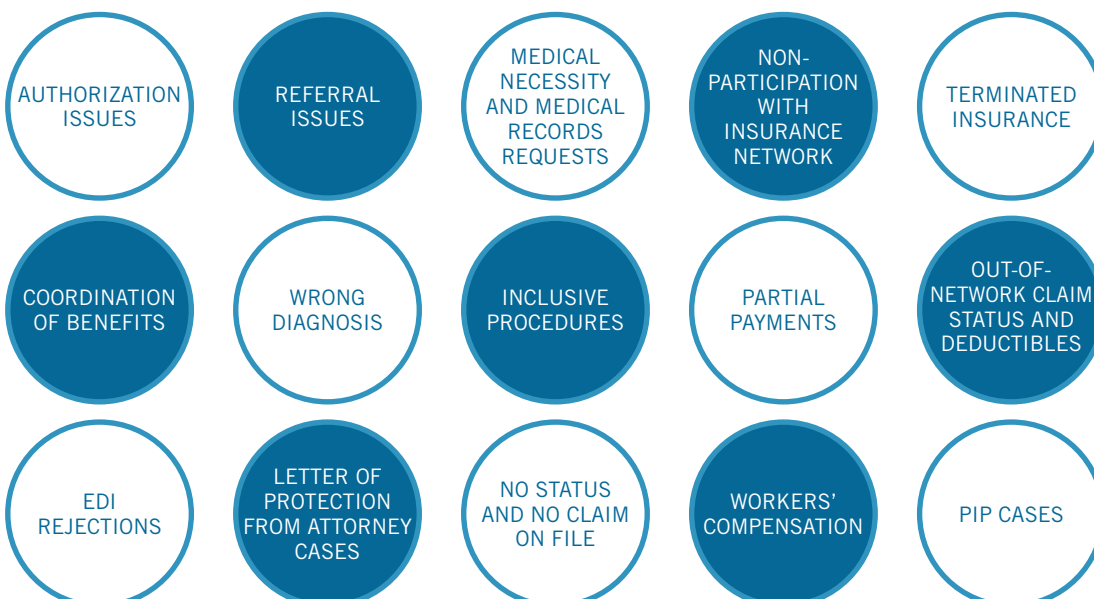 AUTHORIZATION
ISSUES
REFERRAL
ISSUES
MEDICAL
NECESSITY
AND MEDICAL
RECORDS
REQUESTS
NON-
PARTICIPATION
WITH
INSURANCE
NETWORK
TERMINATED
INSURANCE
COORDINATION
OF BENEFITS
WRONG
DIAGNOSIS
INCLUSIVE
PROCEDURES
PARTIAL
PAYMENTS
OUT-OF-
NETWORK CLAIM
STATUS AND
DEDUCTIBLES
EDI
REJECTIONS
LETTER OF
PROTECTION
FROM ATTORNEY
CASES
NO STATUS
AND NO CLAIM
ON FILE
WORKERS'
COMPENSATION
PIP CASES